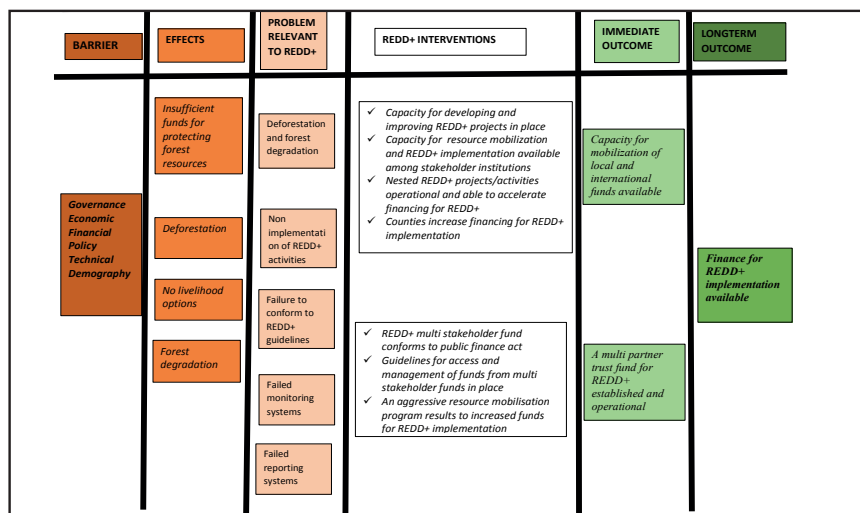 BARRIER
EFFECTS
PROBLEM
RELEVANT
TO REDD+
REDD+ INTERVENTIONS
IMMEDIATE
OUTCOME
LONGTERM
OUTCOME
Governance
Economic
Financial
Policy
Technical
Demography
Insufficient
funds for
protecting
forest
resources
Deforestation
No livelihood
options
Forest
degradation
Deforestation
and forest
degradation
Non
implementati
on of REDD+
activities
Failure to
conform to
REDD+
guidelines
Failed
monitoring
systems
Failed
reporting
systems
✓ Capacity for developing and
improving REDD+ projects in place
✓ Capacity for resource mobilization
and REDD+ implementation available
among stakeholder institutions
✓ Nested REDD+ projects/activities
operational and able to accelerate
financing for REDD+
✓ Counties increase financing for REDD+
implementation
✓ REDD+ multi stakeholder fund
conforms to public finance act
✓ Guidelines for access and
management of funds from multi
stakeholder funds in place
✓ An aggressive resource mobilisation
program results to increased funds
for REDD+ implementation
Capacity for
mobilization of
local and
international
funds available
A multi partner
trust fund for
REDD+
established and
operational
Finance for
REDD+
implementation
available